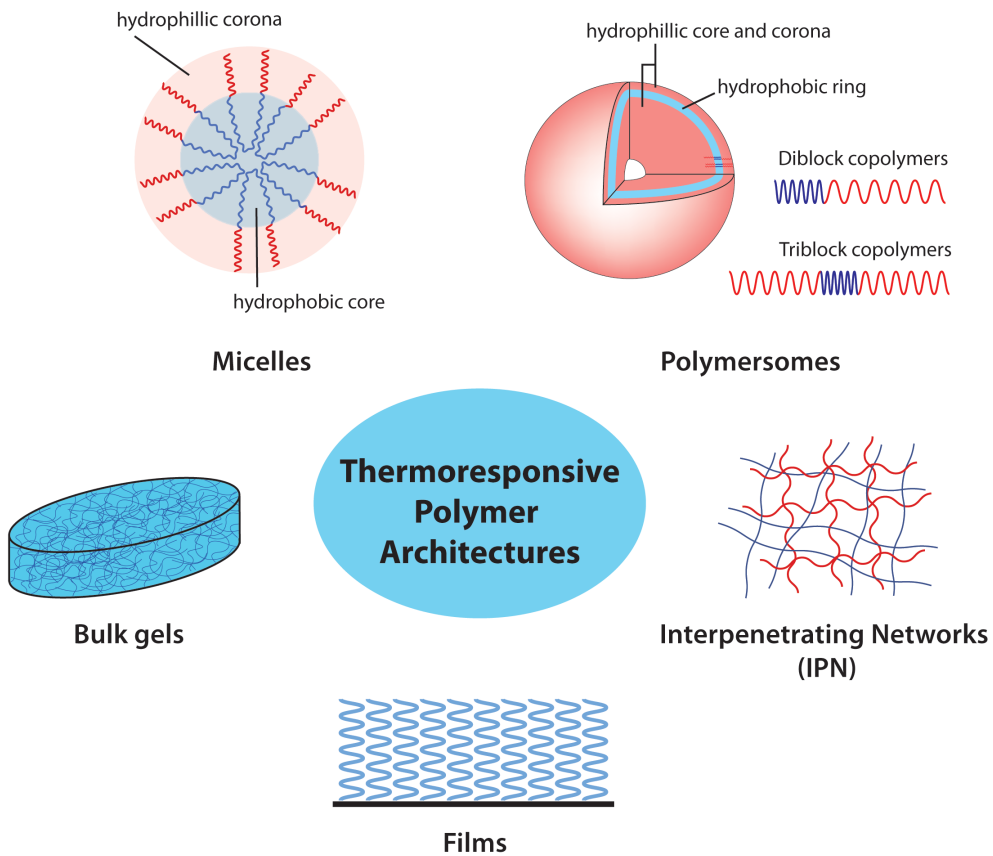 hydrophillic corona
hydrophobic core
Micelles
hydrophillic core and corona
hydrophobic ring
Diblock copolymers
Triblock copolymers
Polymersomes
Thermoresponsive
Polymer
Architectures
Bulk gels
Interpenetrating Networks
(IPN)
Films